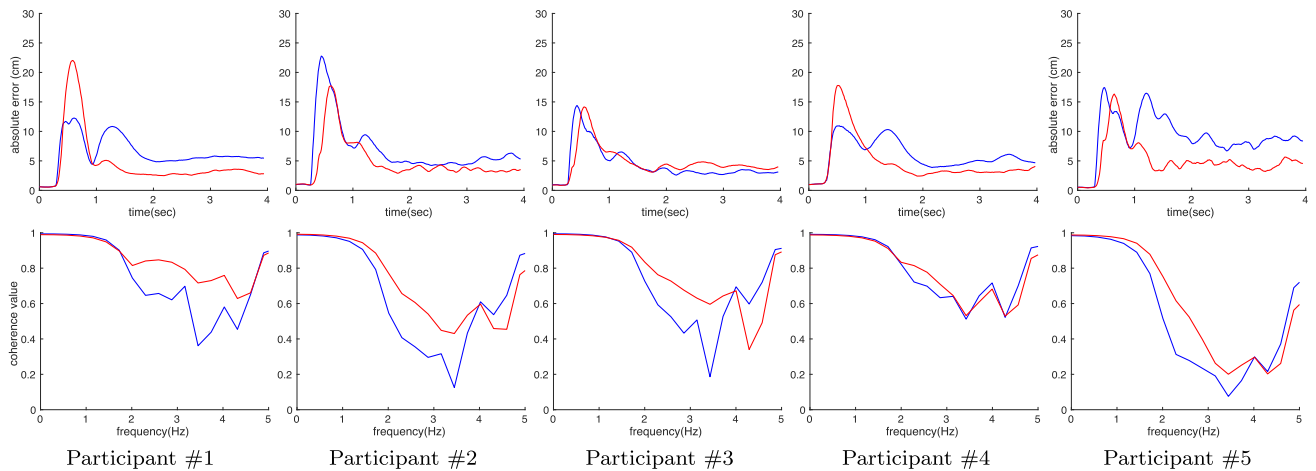 30 30 30 30 30
25 25 25 25 25
20 20 20 20 20
15 15 15 15 15
10 10 10 10 10
5 5 5 5 5
0 0 0 0 0
absolute error (cm) absolute error (cm)
0 1 2 3 4 0 1 2 3 4 0 1 2 3 4 0 1 2 3 4 0 1 2 3 4
time(sec) time(sec) time(sec) time(sec) time(sec)
1 1 1 1 1
0.8 0.8 0.8 0.8 0.8
0.6 0.6 0.6 0.6 0.6
0.4 0.4 0.4 0.4 0.4
0.2 0.2 0.2 0.2 0.2
0 0 0 0 0
coherence value
0 1 2 3 4 5 0 1 2 3 4 5 0 1 2 3 4 5 0 1 2 3 4 5 0 1 2 3 4 5
frequency(Hz) frequency(Hz) frequency(Hz) frequency(Hz) frequency(Hz)
Participant #1 Participant #2 Participant #3 Participant #4 Participant #5